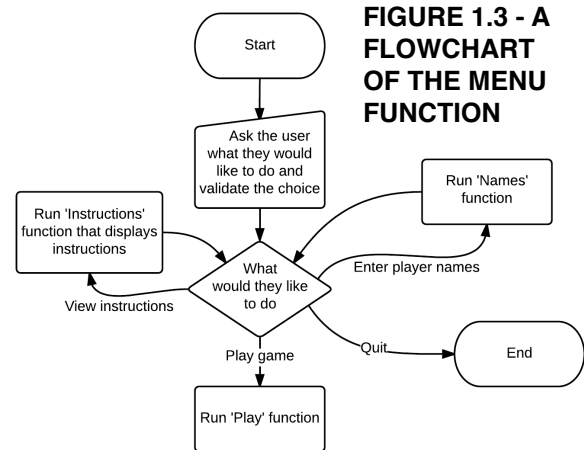 FIGURE 1.3 - A
FLOWCHART
OF THE MENU
FUNCTION
Start
Ask the user
what they would
like to do and
validate the choice
Run 'Instructions'
function that displays
instructions
Run 'Names'
function
What
would they like
to do
View instructions
Enter player names
Play game
Quit
End
Run 'Play' function